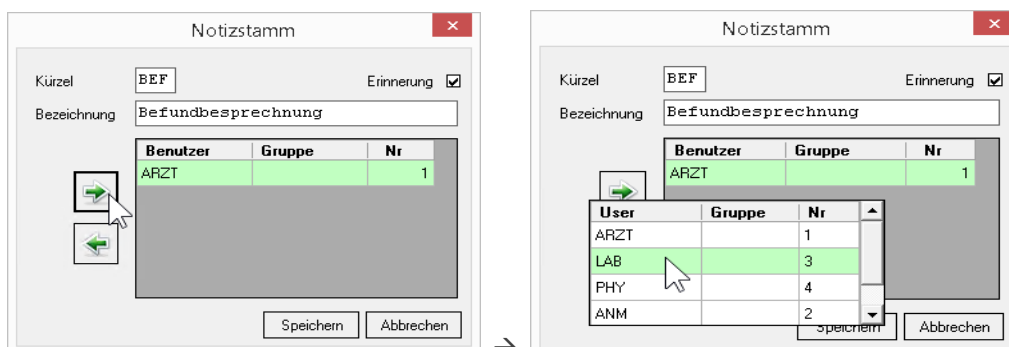 Notizstamm
Kürzel BEF Erinnerung
Bezeichnung Befundbesprechnung
Benutzer Gruppe Nr
ARZT 1
Speichern Abbrechen
→
Notizstamm
Kürzel BEF Erinnerung
Bezeichnung Befundbesprechnung
Benutzer Gruppe Nr
ARZT 1
User Gruppe Nr
ARZT 1
LAB 3
PHY 4
ANM 2
Speichern Abbrechen